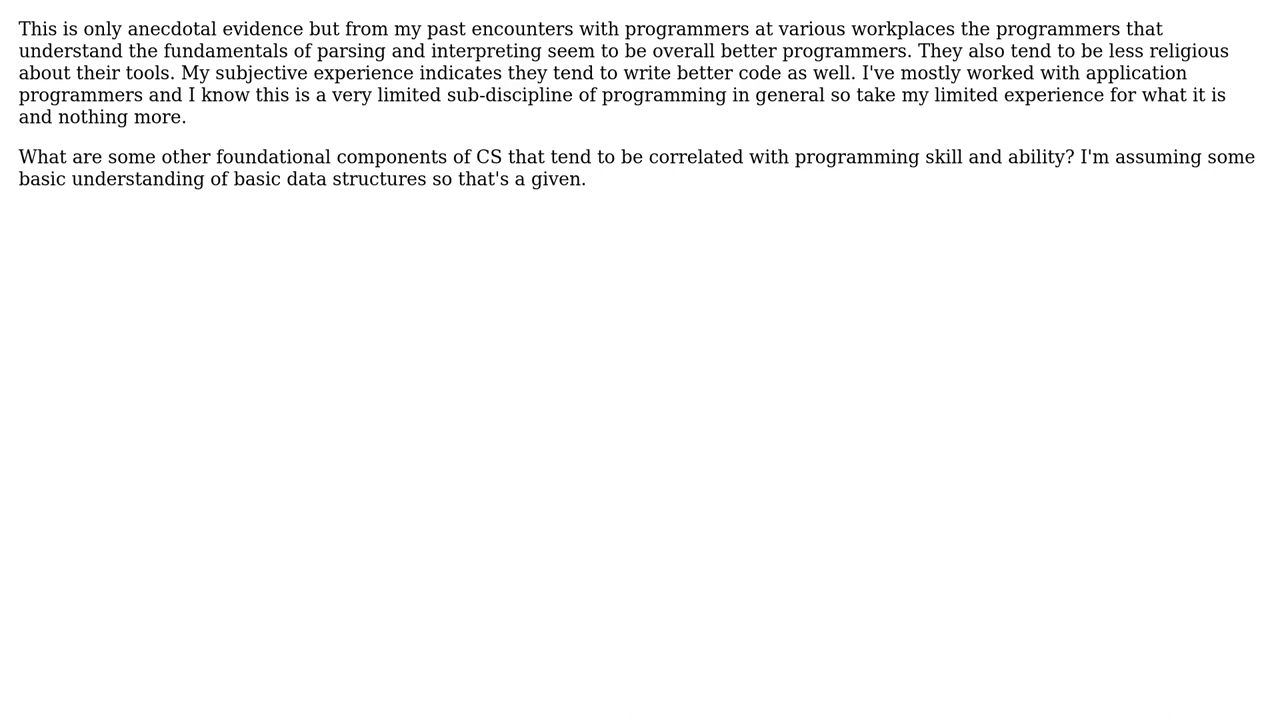 This is only anecdotal evidence but from my past encounters with programmers at various workplaces the programmers that
understand the fundamentals of parsing and interpreting seem to be overall better programmers. They also tend to be less religious
about their tools. My subjective experience indicates they tend to write better code as well. I've mostly worked with application
programmers and I know this is a very limited sub-discipline of programming in general so take my limited experience for what it is
and nothing more.
What are some other foundational components of CS that tend to be correlated with programming skill and ability? I'm assuming some
basic understanding of basic data structures so that's a given.